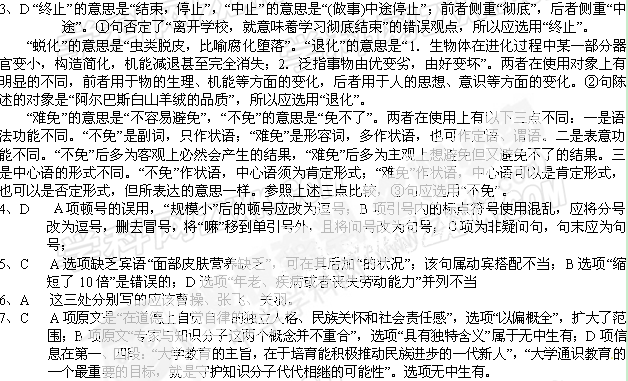 3、D “终止”的意思是“结束，停止”，“中止”的意思是“(做事)中途停止”；前者侧重“彻底”，后者侧重“中
途”。①句否定了“离开学校，就意味着学习彻底结束”的错误观点，所以应选用“终止”。
“蜕化”的意思是“虫类脱皮，比喻腐化堕落”，“退化”的意思是“1．生物体在进化过程中某一部分器
官变小，构造简化，机能减退甚至完全消失；2．泛指事物由优变劣，由好变坏”。两者在使用对象上有
明显的不同，前者用于物的生理、机能等方面的变化，后者用于人的思想、意识等方面的变化。②句陈
述的对象是“阿尔巴斯白山羊绒的品质”，所以应选用“退化”。
“难免”的意思是“不容易避免”，“不免”的意思是“免不了”。两者在使用上有以下三点不同：一是语
法功能不同。“不免”是副词，只作状语；“难免”是形容词，多作状语，也可作定语、谓语、二是表意功
能不同。“不免”后多为客观上必然会产生的结果，“难免”后多为主观上想避免但又避免不了的结果。三
是中心语的形式不同。“不免”作状语，中心语须为肯定形式；“难免”作状语，中心语可以是肯定形式，
也可以是否定形式，但所表达的意思一样。参照上述三点比较，③句应选用“不免”。
4、D A 项顿号的误用，“规模小”后的顿号应改为逗号；B 项引号内的标点符号使用混乱，应将分号
改为逗号，删去冒号，将“嘛”移到单引号外，且将问号改为句号；C 项为非疑问句，句末应为句
号；
5、C A 选项缺乏宾语“面部皮肤营养缺乏”，可在其后加“的状况”；该句属动宾搭配不当；B 选项“缩
短了 10 倍”是错误的；D 选项“年老、疾病或者丧失劳动能力”并列不当
6、A 这三处分别写的应该曹操、张飞、关羽。
7、C A 项原文是“在道德上自觉自律的独立人格、民族关怀和社会责任感”，选项“以偏概全”，扩大了范
围；B 项原文“专家与知识分子这两个概念并不重合”，选项“具有独特含义”属于无中生有；D 项信
息在第一、四段：“大学教育的主旨，在于培育能积极推动民族进步的一代新人”，“大学通识教育的
一个最重要的目标，就是守护知识分子代代相继的可能性”。选项无中生有。